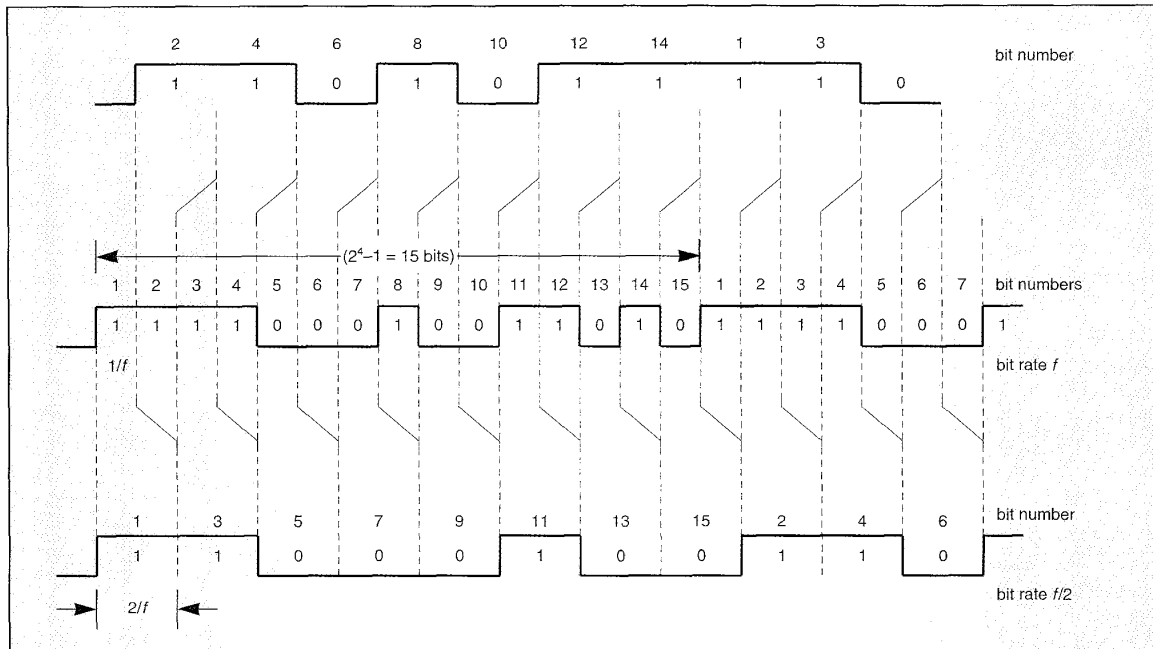 2 4 6 8 10 12 14 1 3
bit number
1 1 0 1 0 1 1 1 1 0
(2⁴–1 = 15 bits)
1 2 3 4 5 6 7 8 9 10 11 12 13 14 15 1 2 3 4 5 6 7
bit numbers
1 1 1 1 0 0 0 1 0 0 1 1 0 1 0 1 1 1 1 0 0 0 1
1/f
bit rate f
1 3 5 7 9 11 13 15 2 4 6
bit number
1 1 0 0 0 1 0 0 1 1 0
2/f
bit rate f/2